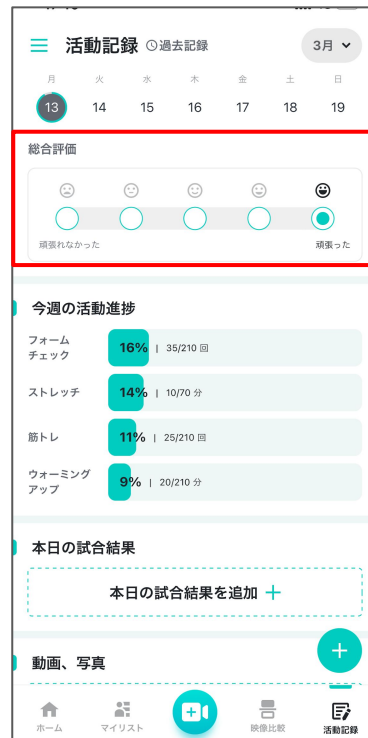 活動記録 過去記録 3月
月 火 水 木 金 土 日
13 14 15 16 17 18 19
総合評価
頑張れなかった 頑張った
今週の活動進捗
フォーム
チェック
16% | 35/210 回
ストレッチ 14% | 10/70 分
筋トレ 11% | 25/210 回
ウォーミング
アップ
9% | 20/210 分
本日の試合結果
本日の試合結果を追加 +
動画、写真
ホーム マイリスト 映像比較 活動記録